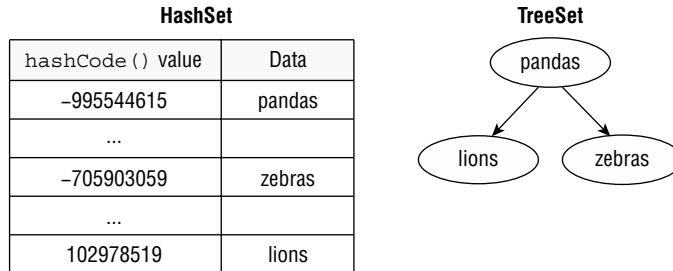 HashSet
hashCode() value Data
–995544615 pandas
...
–705903059 zebras
...
102978519 lions
TreeSet
pandas
lions zebras